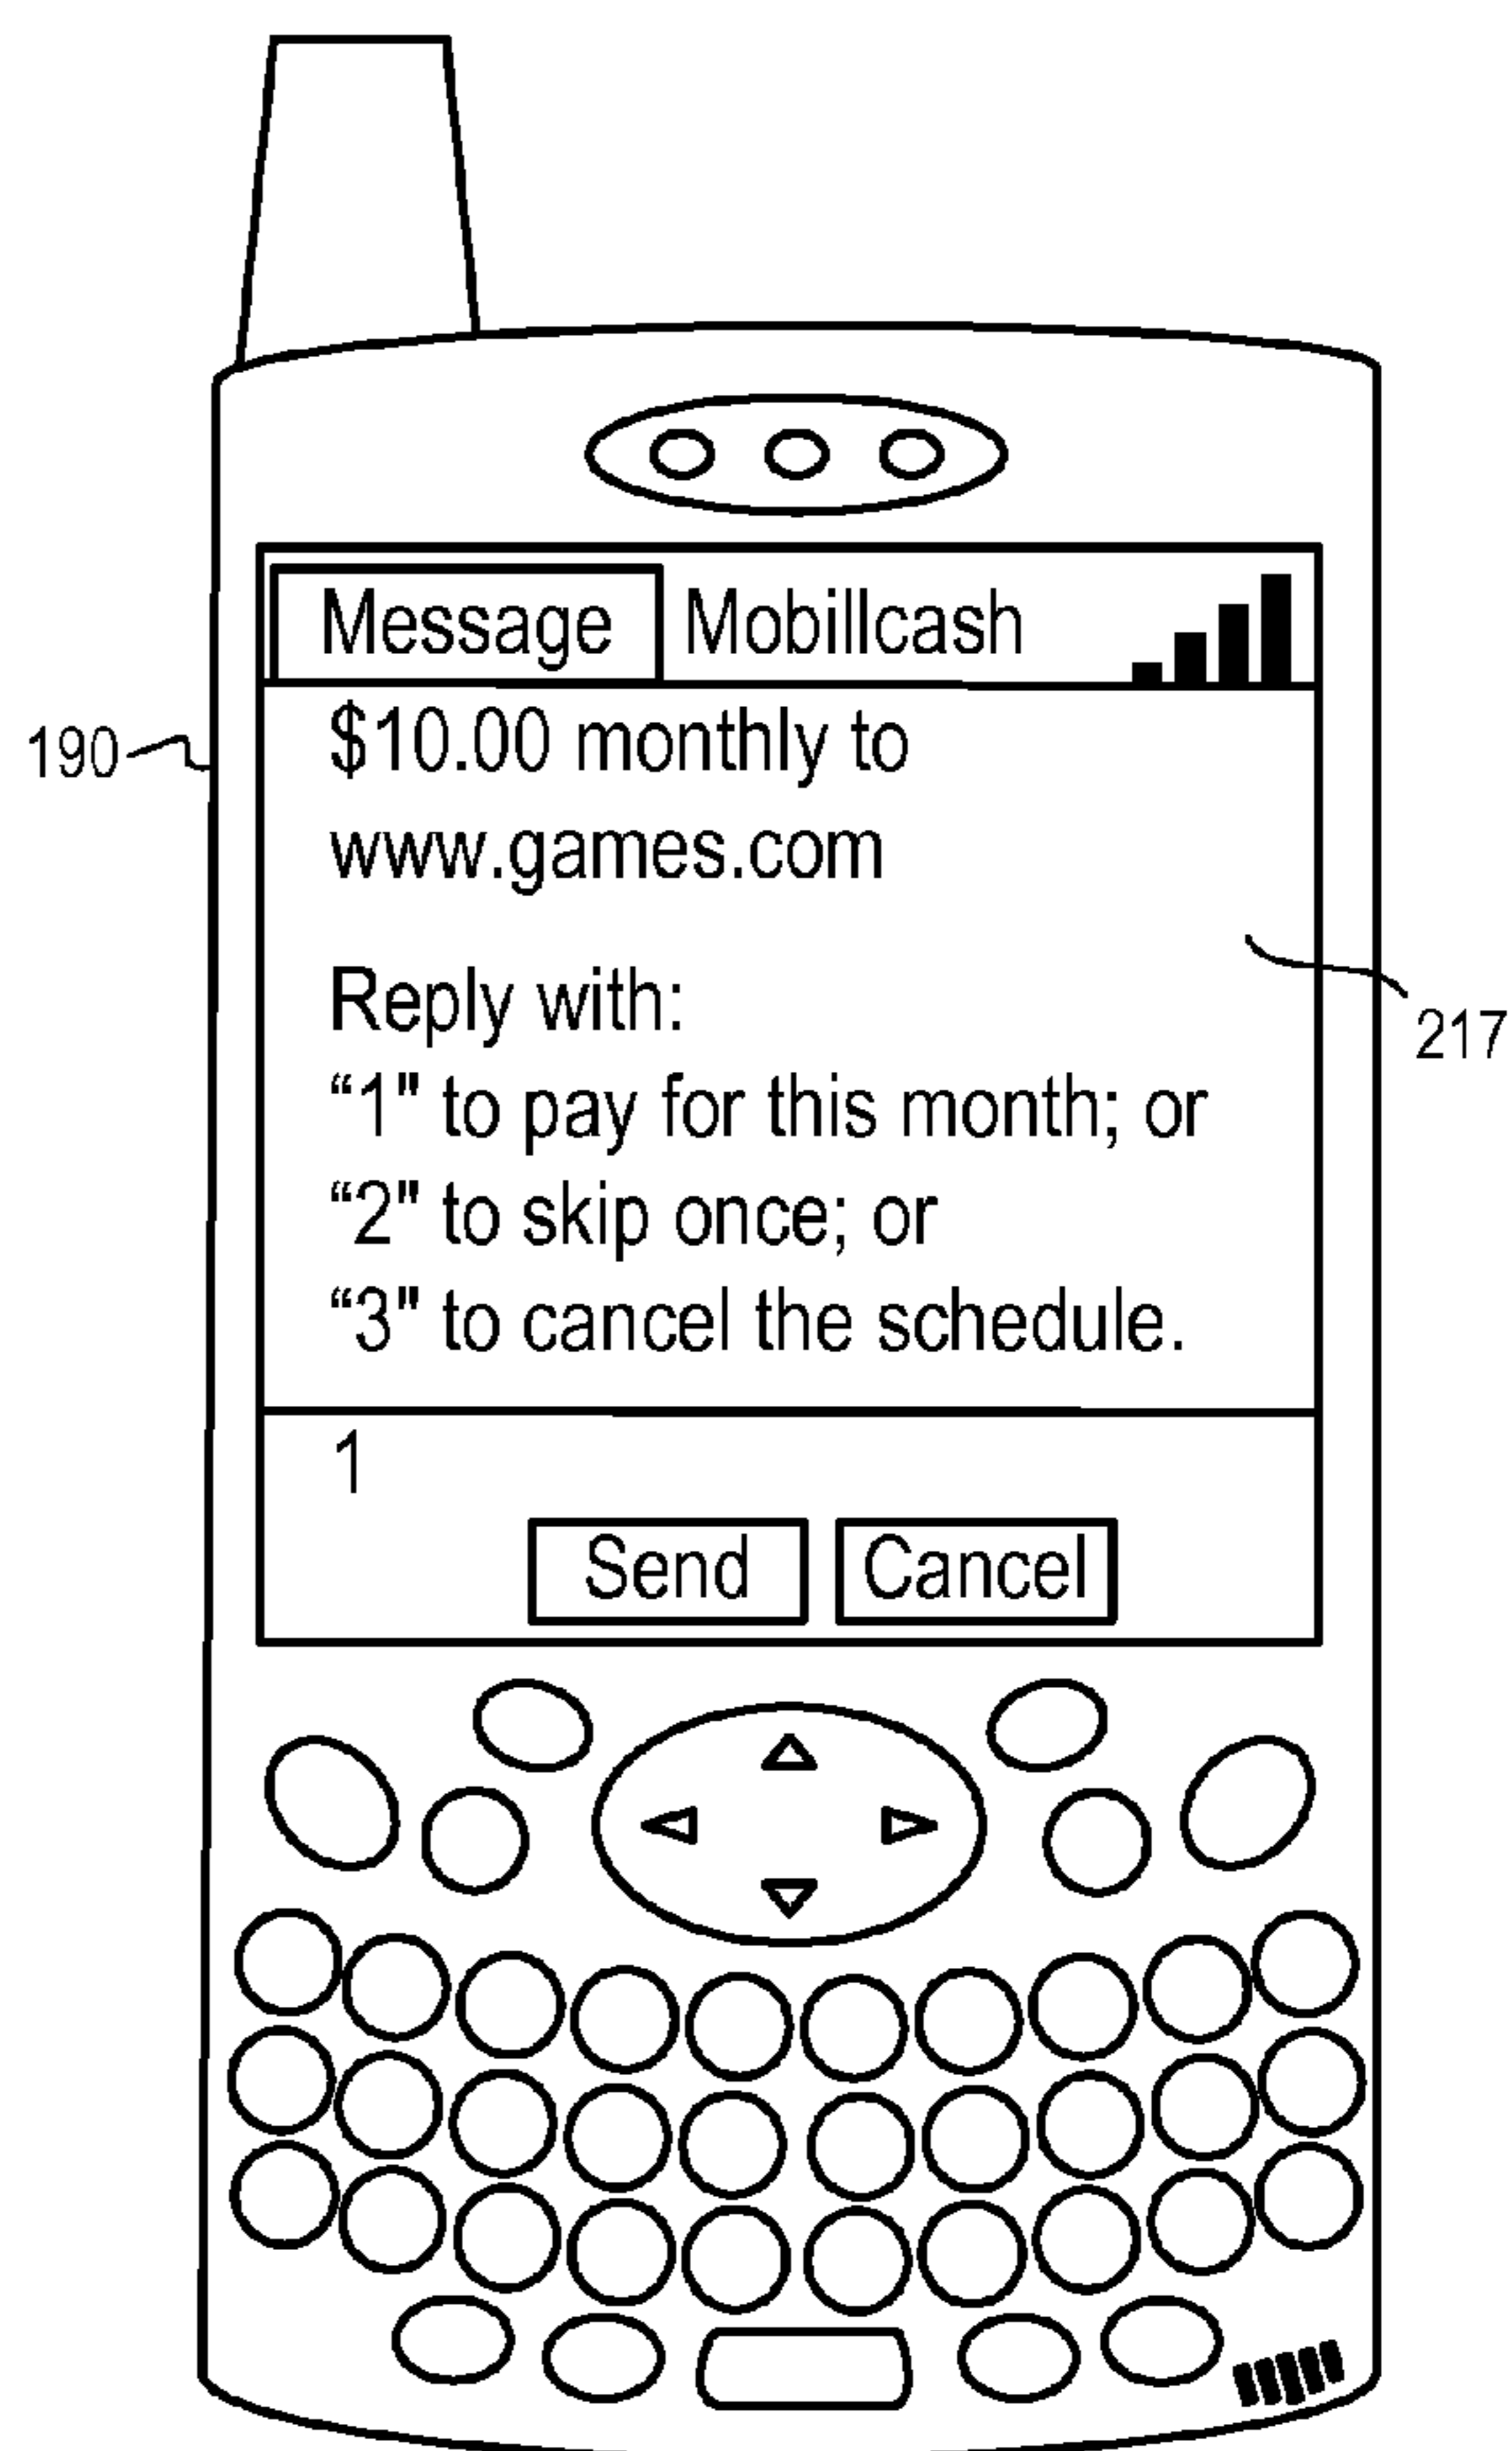 Message Mobillcash
$10.00 monthly to
www.games.com
Reply with:
“1" to pay for this month; or
“2" to skip once; or
“3" to cancel the schedule.
1
Send Cancel
190
217